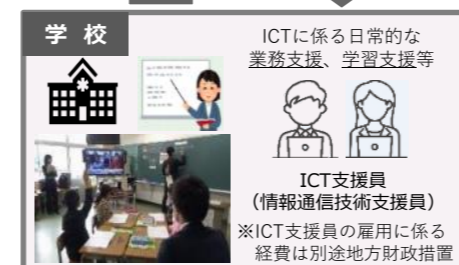 学 校
ICTに係る日常的な
業務支援、学習支援等
ICT支援員
（情報通信技術支援員）
※ICT支援員の雇用に係る
経費は別途地方財政措置